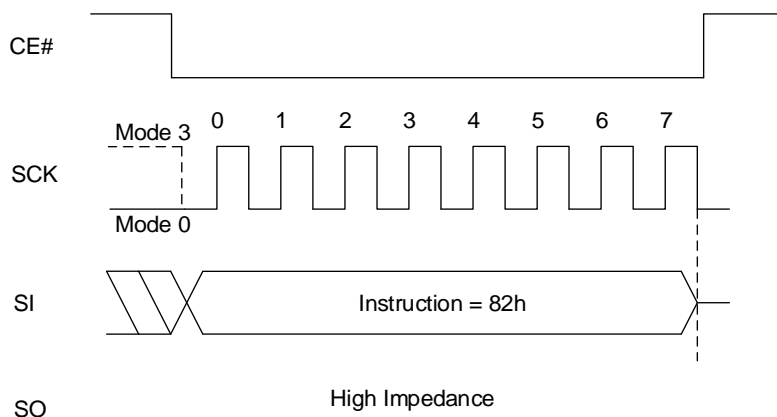 CE#
Mode 3
0 1 2 3 4 5 6 7
SCK
Mode 0
SI
Instruction = 82h
SO
High Impedance